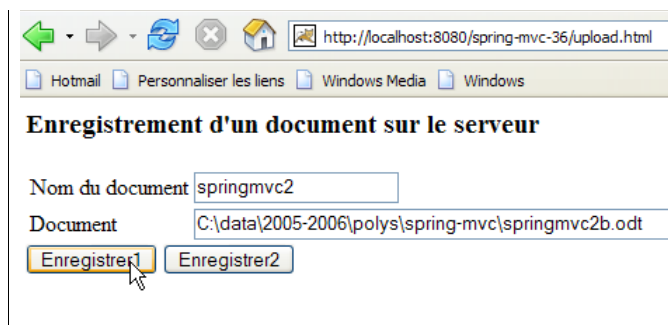 http://localhost:8080/spring-mvc-36/upload.html
Hotmail Personnaliser les liens Windows Media Windows
Enregistrement d'un document sur le serveur
Nom du document springmvc2
Document C:\data\2005-2006\polys\spring-mvc\springmvc2b.odt
Enregistrer1 Enregistrer2